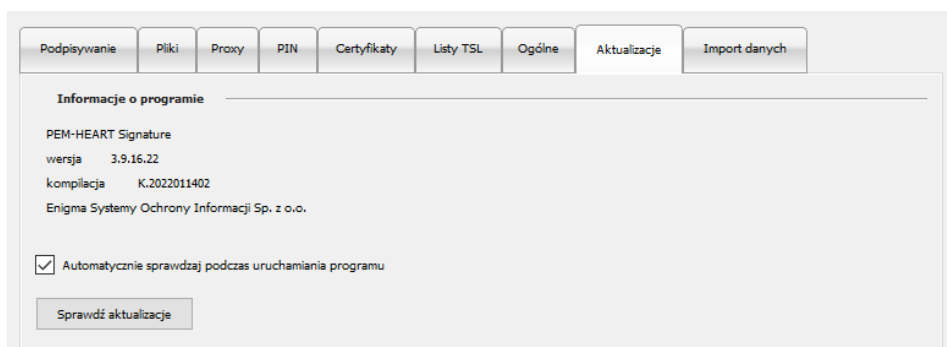 Podpisywanie Pliki Proxy PIN Certyfikaty Listy TSL Ogólne Aktualizacje Import danych
Informacje o programie
PEM-HEART Signature
wersja 3.9.16.22
kompilacja K.2022011402
Enigma Systemy Ochrony Informacji Sp. z o.o.
Automatycznie sprawdzaj podczas uruchamiania programu
Sprawdź aktualizacje